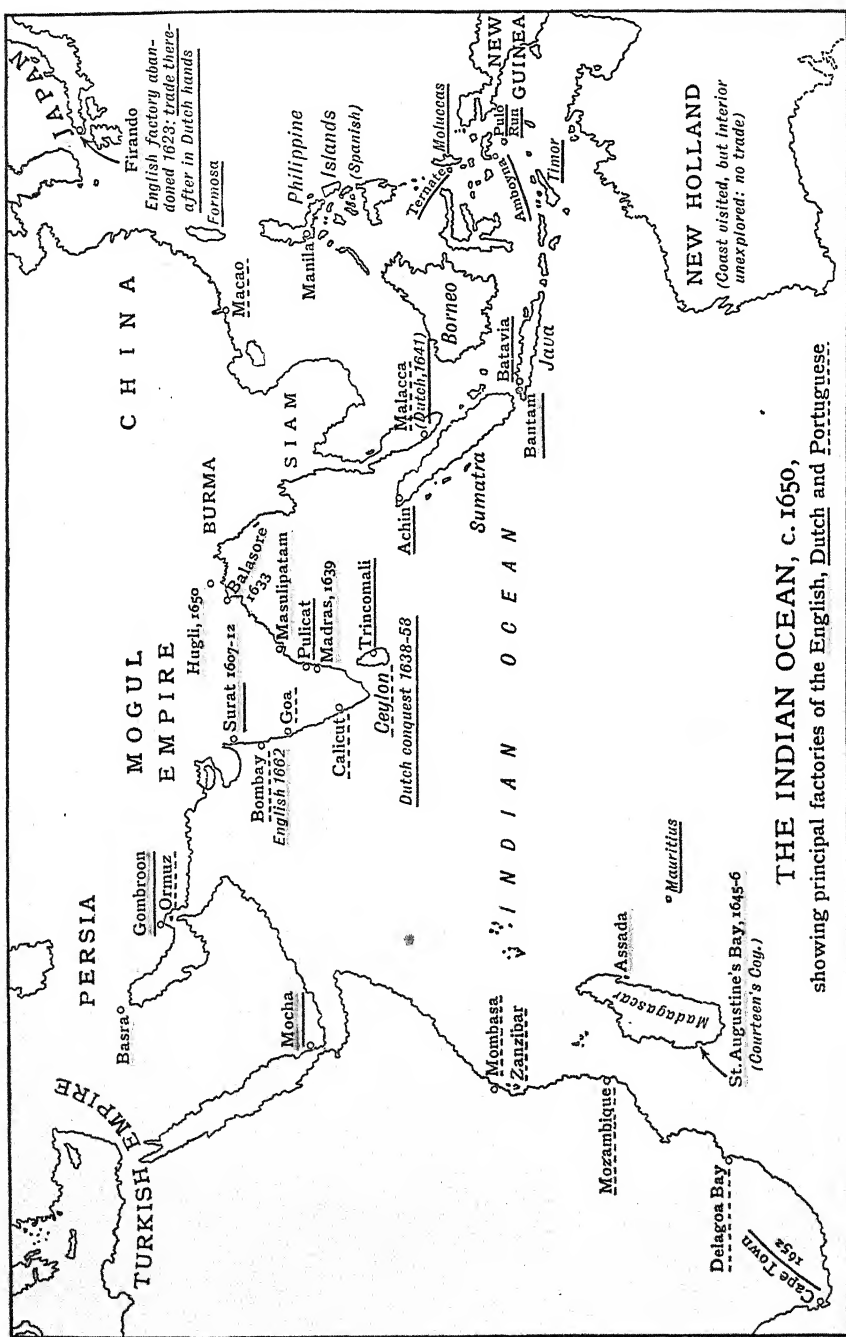 JAPAN
Firando
English factory aban-
doned 1623: trade there-
after in Dutch hands
Formosa
CHINA
Macao
Philippine
Islands
(Spanish)
Manila
NEW
GUINEA
Moluccas
Ternate
Pulo
Run
Amboyna
Timor
Borneo
Malacca
(Dutch, 1641)
Batavia
Java
Bantam
Sumatra
Achin
SIAM
BURMA
MOGUL
EMPIRE
Hugli, 1650
Balasore
1633
Surat 1607-12
Masulipatam
Pulicat
Madras, 1639
Bombay
English 1662
Goa
Calicut
Trincomali
Ceylon
Dutch conquest 1638-58
PERSIA
Gombroon
Ormuz
Basra
TURKISH EMPIRE
Mocha
INDIAN OCEAN
Mombasa
Zanzibar
Mozambique
Madagascar
Assada
Mauritius
St. Augustine's Bay, 1645-6
(Courteen's Coy.)
Delagoa Bay
Cape Town
1652
NEW HOLLAND
(Coast visited, but interior
unexplored: no trade)
THE INDIAN OCEAN, c. 1650,
showing principal factories of the English, Dutch and Portuguese